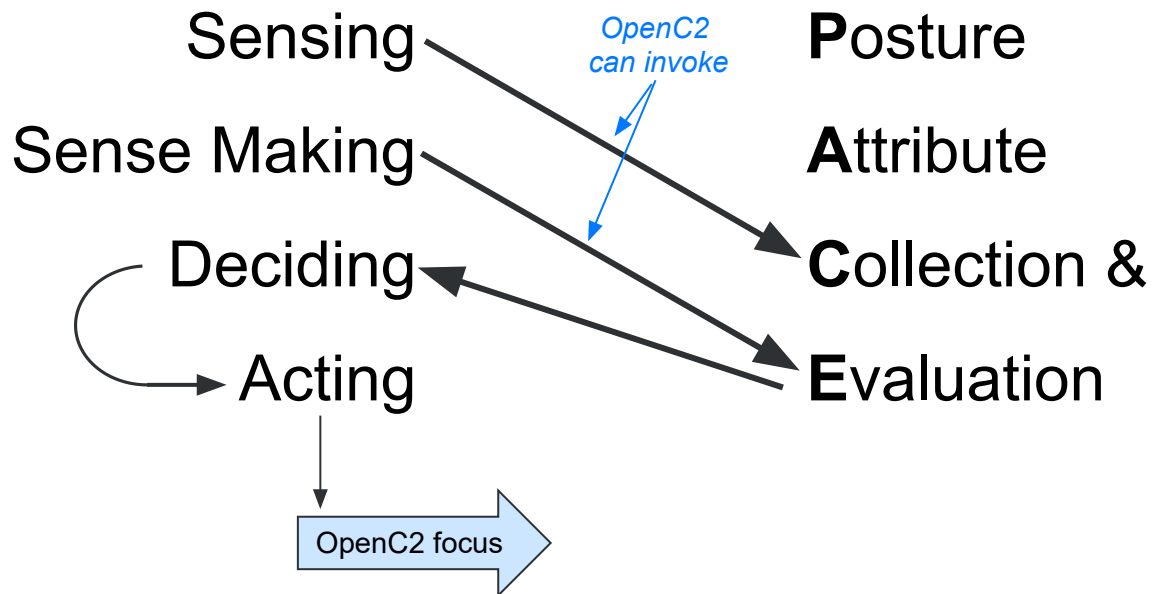 Sensing
OpenC2
can invoke
Posture
Sense Making
Attribute
Deciding
Collection &
Acting
Evaluation
OpenC2 focus